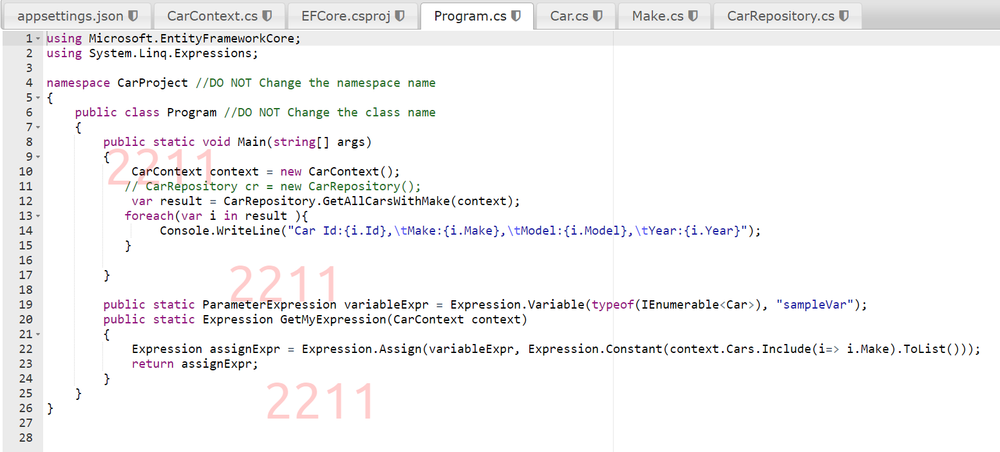 appsettings.json CarContext.cs EFCore.csproj Program.cs Car.cs Make.cs CarRepository.cs
1 using Microsoft.EntityFrameworkCore;
2 using System.Linq.Expressions;
3
4 namespace CarProject //DO NOT Change the namespace name
5 {
6     public class Program //DO NOT Change the class name
7     {
8         public static void Main(string[] args)
9         {
10             CarContext context = new CarContext();
11            // CarRepository cr = new CarRepository();
12             var result = CarRepository.GetAllCarsWithMake(context);
13            foreach(var i in result ){
14                 Console.WriteLine("Car Id:{i.Id},\tMake:{i.Make},\tModel:{i.Model},\tYear:{i.Year}");
15            }
16
17         }
18
19         public static ParameterExpression variableExpr = Expression.Variable(typeof(IEnumerable<Car>), "sampleVar");
20         public static Expression GetMyExpression(CarContext context)
21         {
22             Expression assignExpr = Expression.Assign(variableExpr, Expression.Constant(context.Cars.Include(i=> i.Make).ToList()));
23             return assignExpr;
24         }
25     }
26 }
27
28
2211
2211
2211